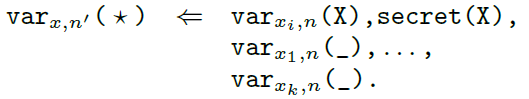 var_{x,n′}(⋆) ⇐ var_{x_i,n}(X),secret(X),
var_{x_1,n}(_),...,
var_{x_k,n}(_).